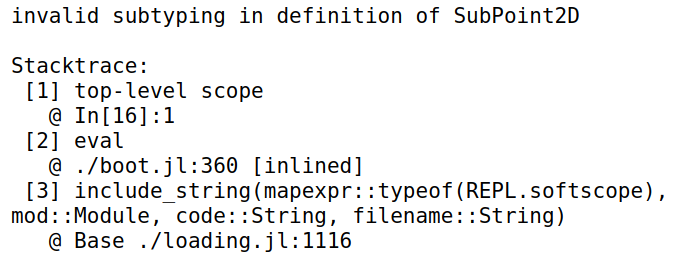 invalid subtyping in definition of SubPoint2D
Stacktrace:
[1] top-level scope
@ In[16]:1
[2] eval
@ ./boot.jl:360 [inlined]
[3] include_string(mapexpr::typeof(REPL.softscope),
mod::Module, code::String, filename::String)
@ Base ./loading.jl:1116